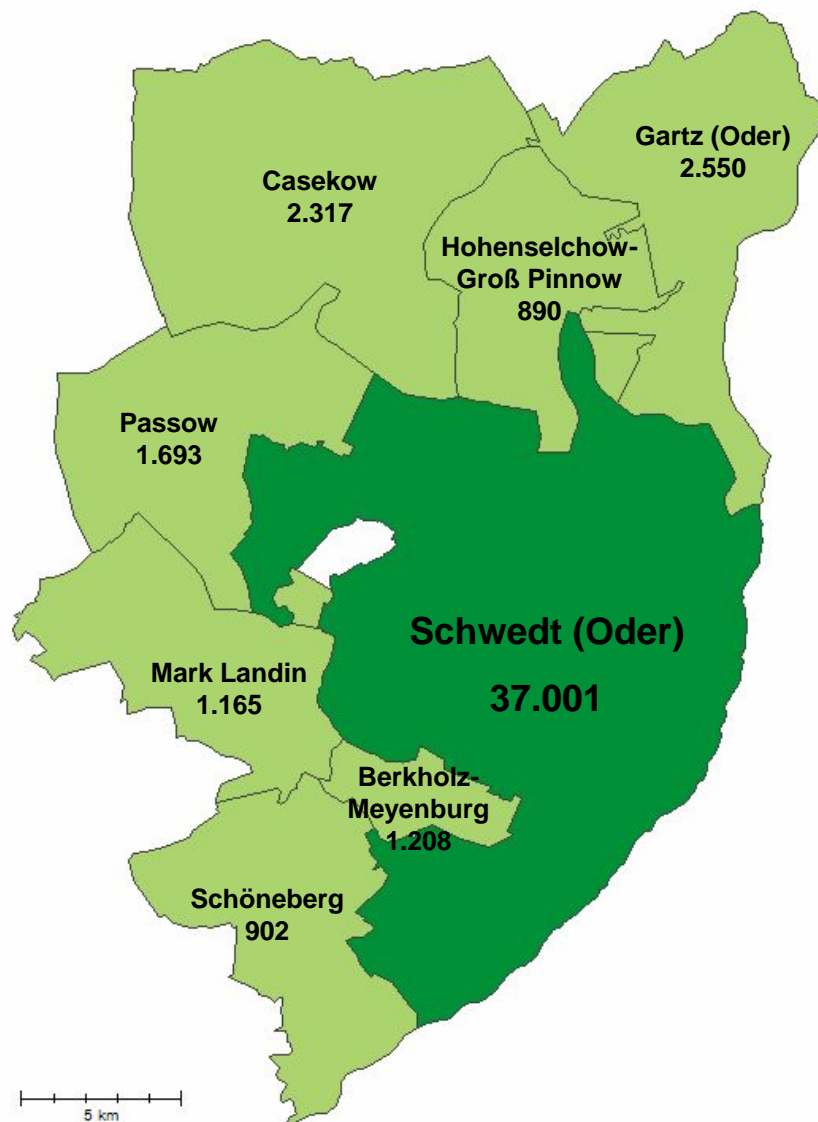 Gartz (Oder)
2.550
Casekow
2.317
Hohenselchow-
Groß Pinnow
890
Passow
1.693
Schwedt (Oder)
37.001
Mark Landin
1.165
Berkholz-
Meyenburg
1.208
Schöneberg
902
5 km